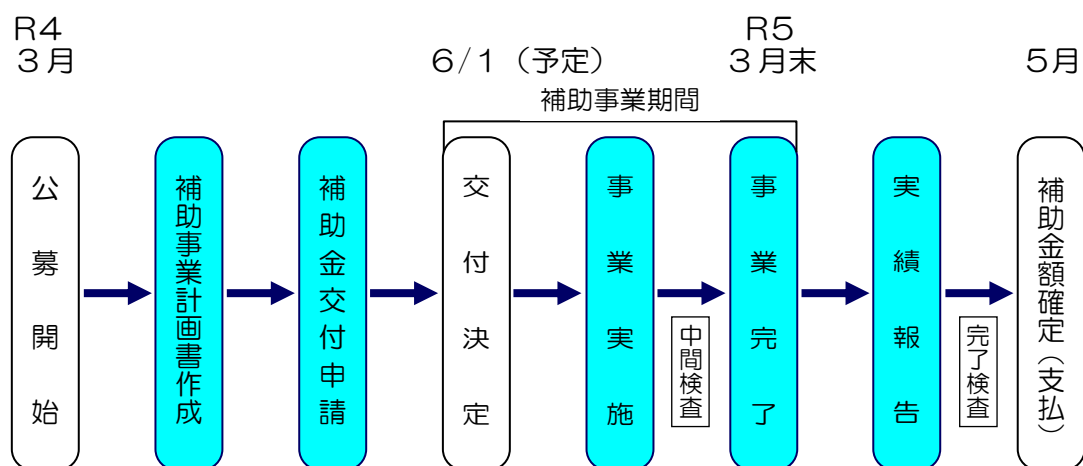 R4
３月
６/１（予定）
R5
３月末
５月
補助事業期間
公募開始
補助事業計画書作成
補助金交付申請
交付決定
事業実施
中間検査
事業完了
実績報告
完了検査
補助金額確定（支払）